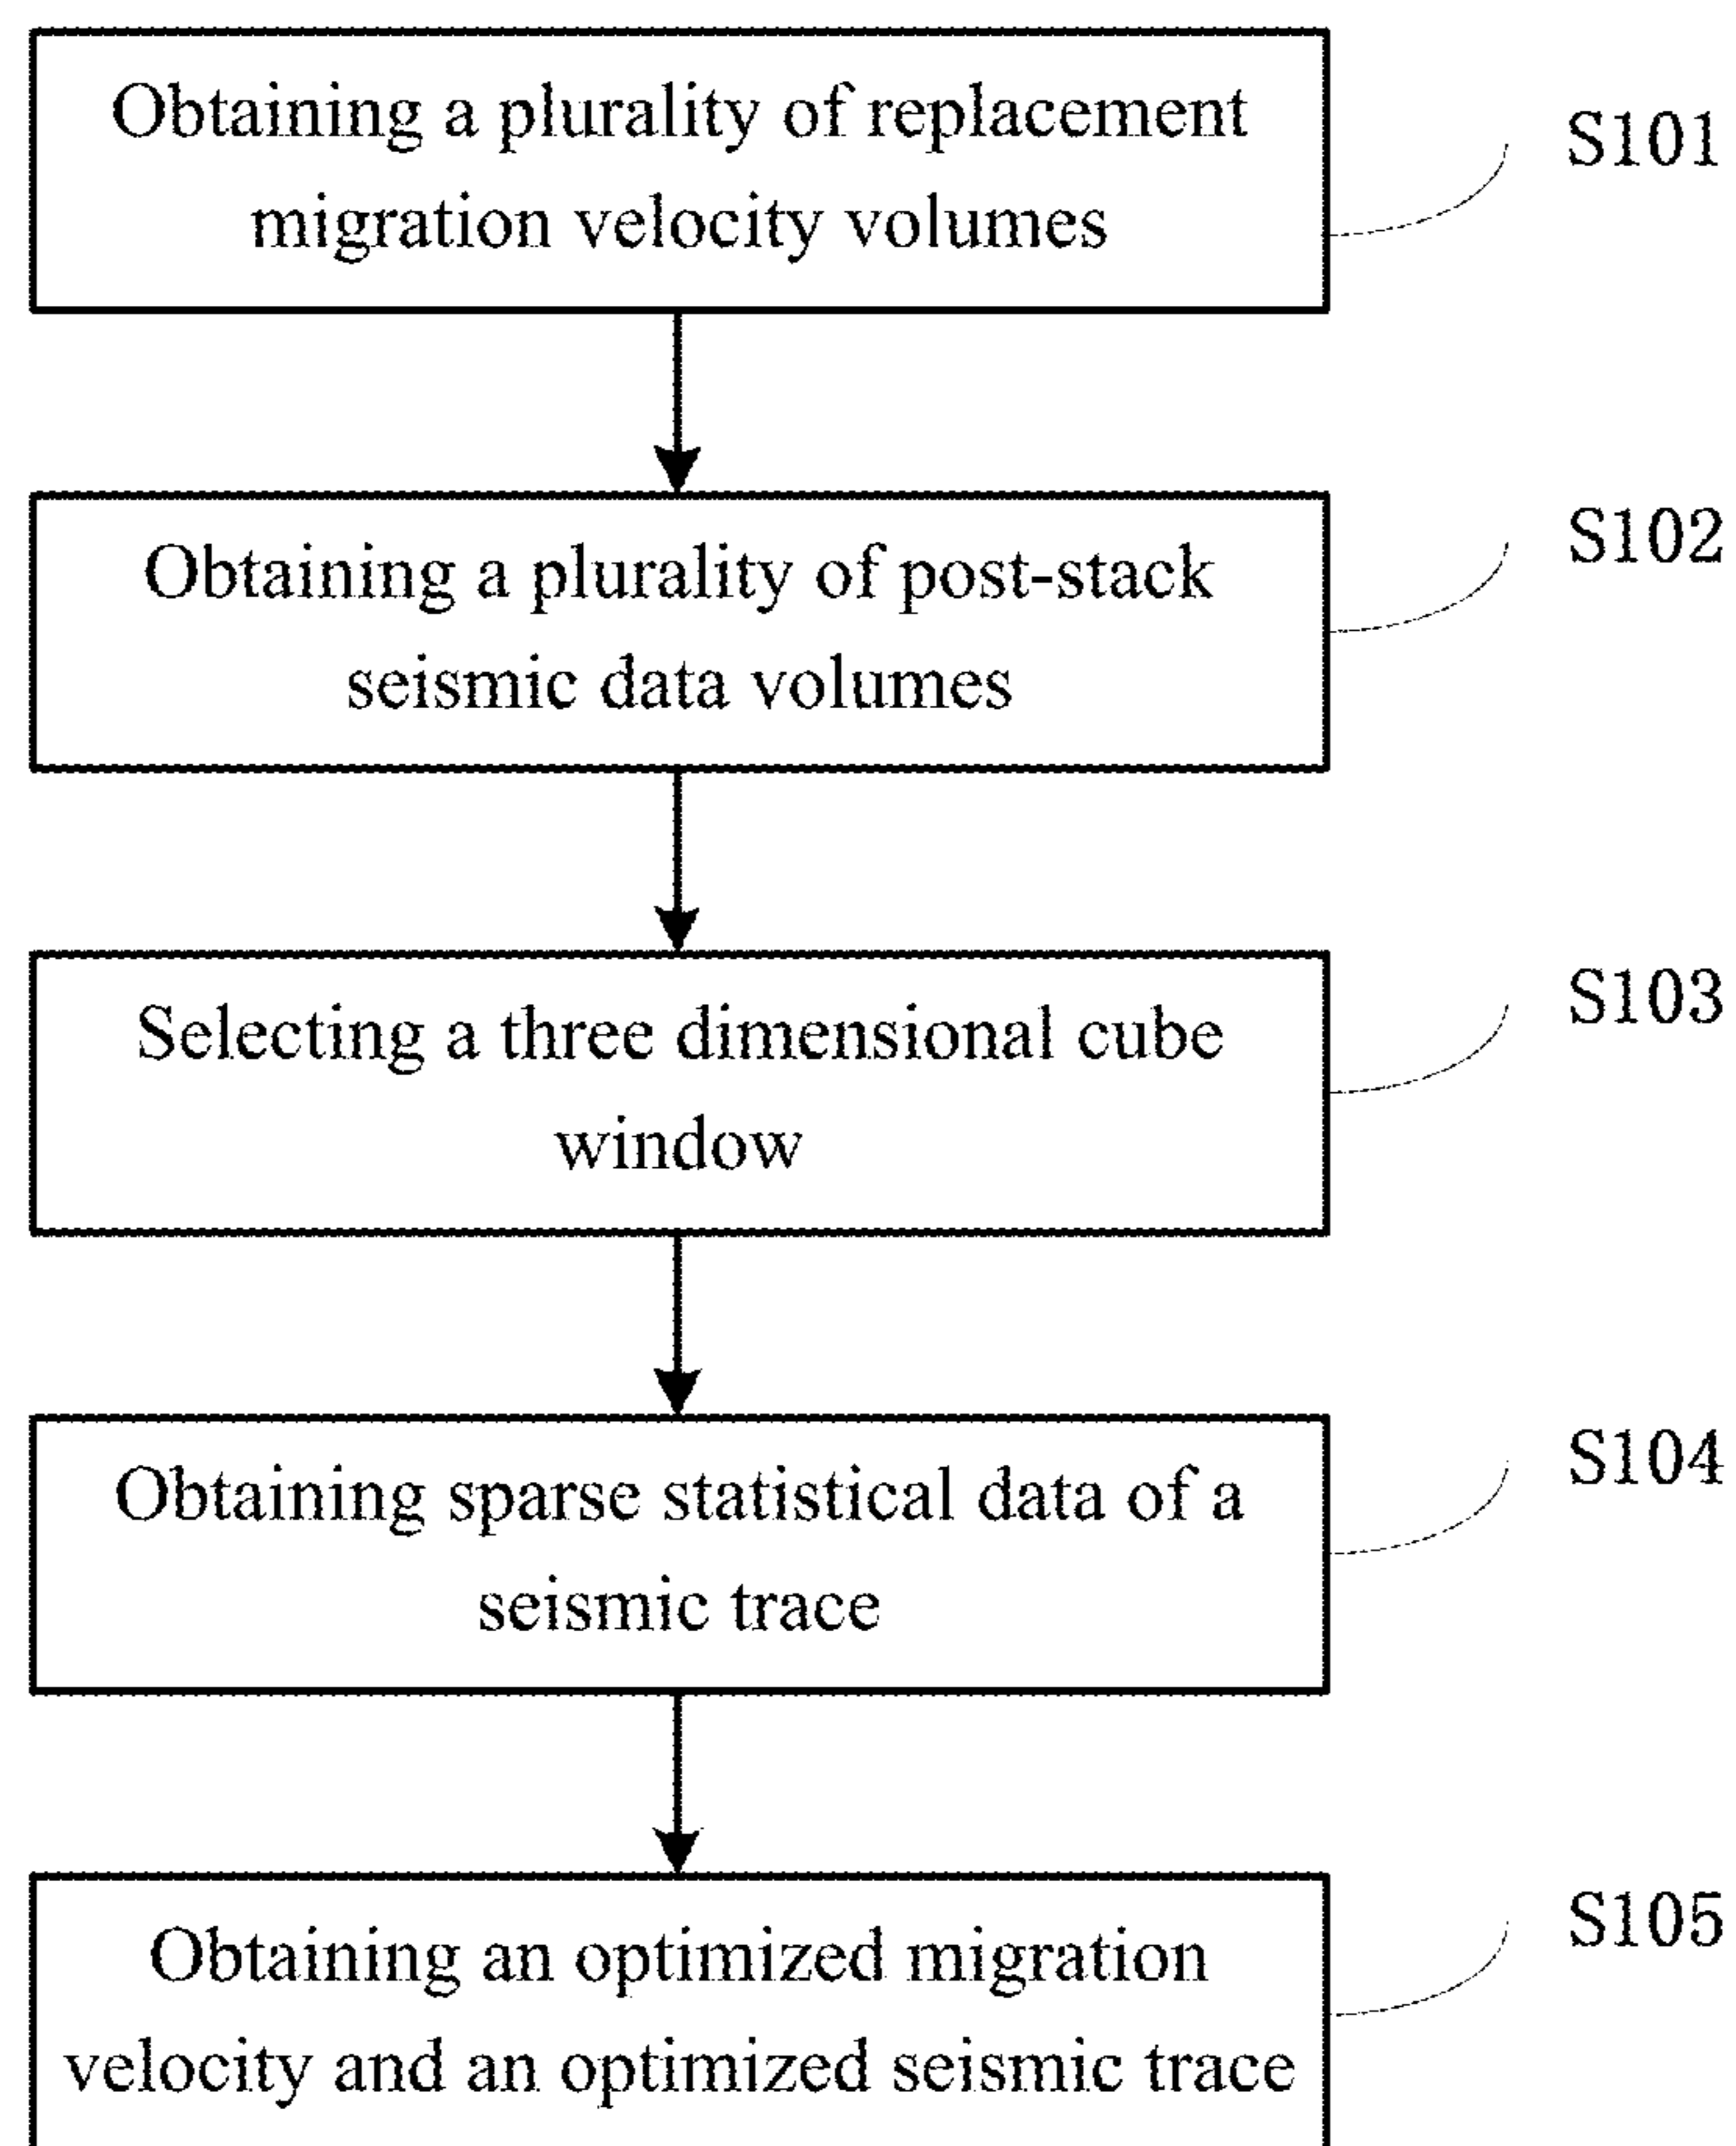 Obtaining a plurality of replacement
migration velocity volumes
S101
Obtaining a plurality of post-stack
seismic data volumes
S102
Selecting a three dimensional cube
window
S103
Obtaining sparse statistical data of a
seismic trace
S104
Obtaining an optimized migration
velocity and an optimized seismic trace
S105